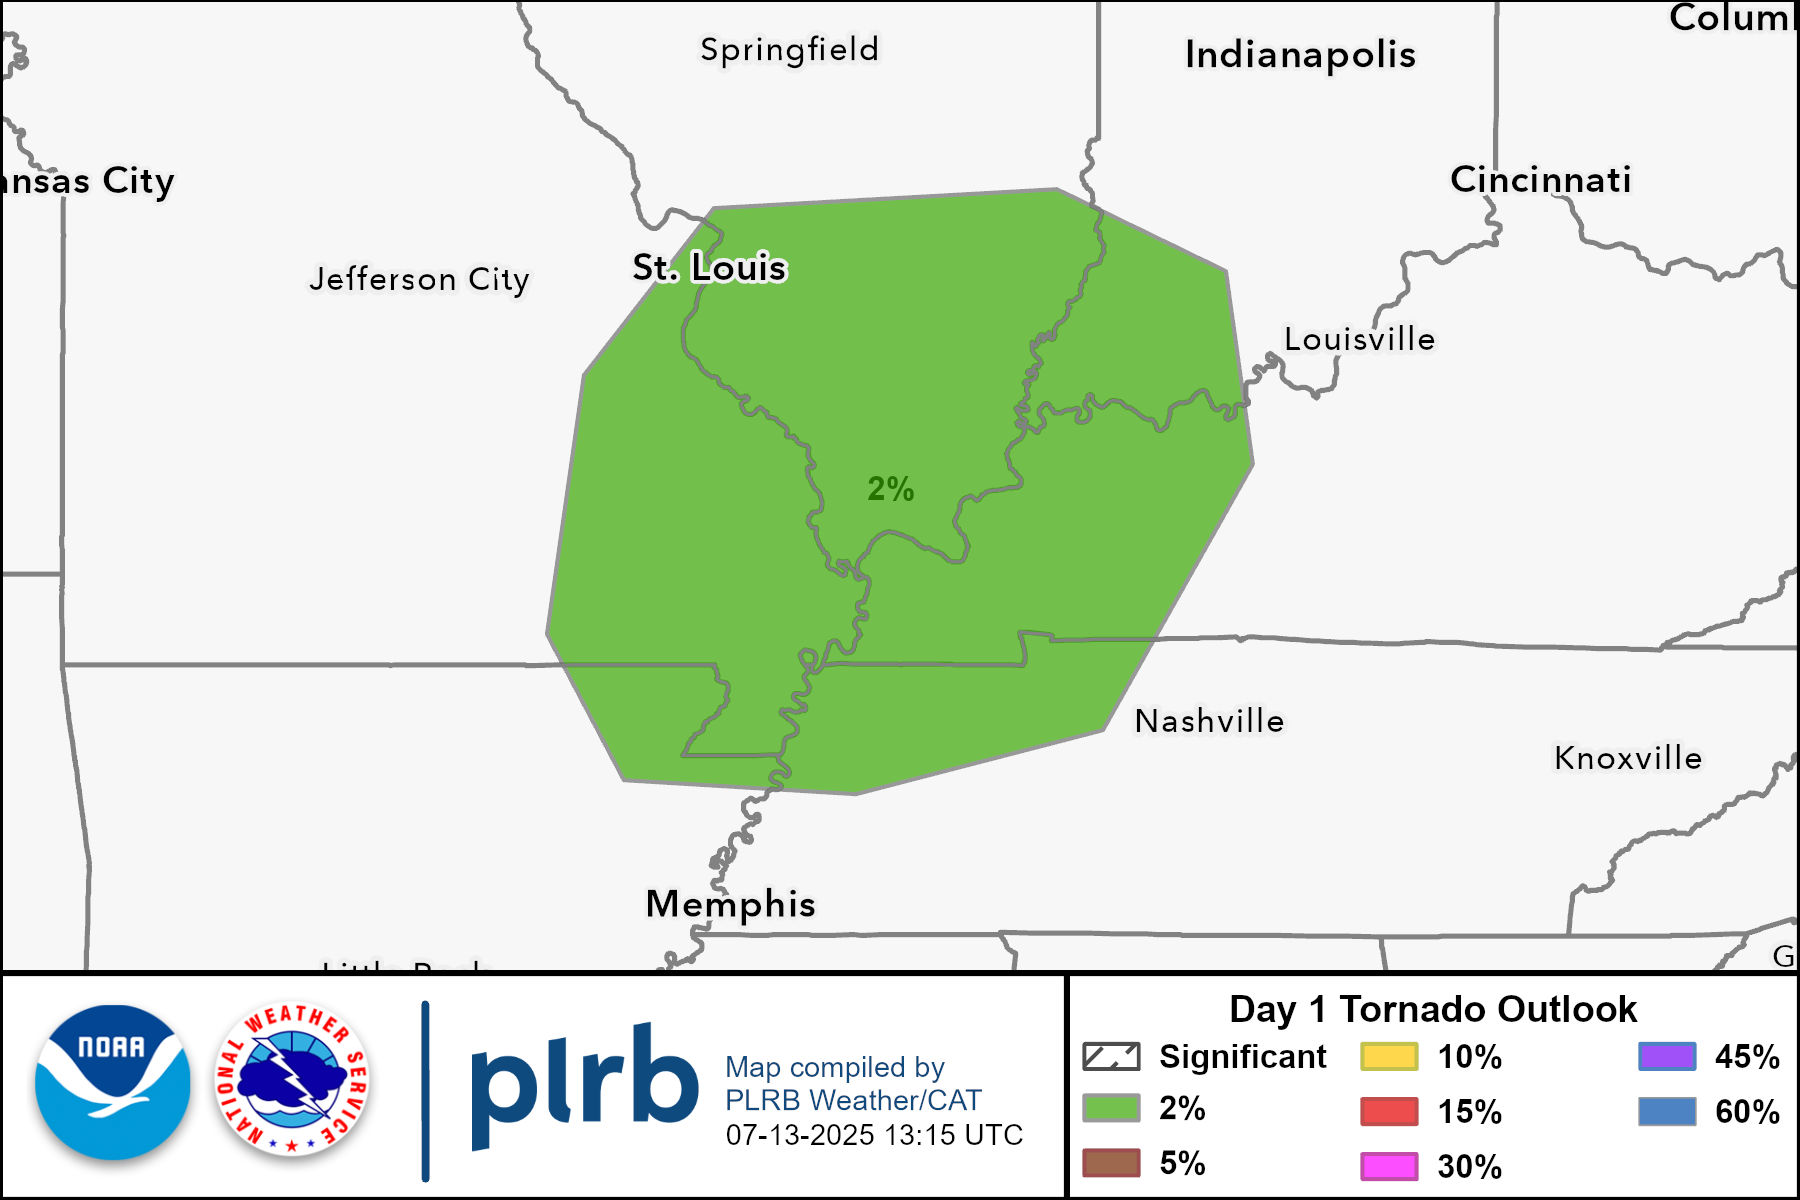 Colum
Springfield
Indianapolis
ansas City
Cincinnati
St. Louis
Jefferson City
Louisville
2%
Nashville
Knoxville
Memphis
G
NOAA
NATIONAL WEATHER SERVICE
plrb
Map compiled by
PLRB Weather/CAT
07-13-2025 13:15 UTC
Day 1 Tornado Outlook
Significant
2%
5%
10%
15%
30%
45%
60%